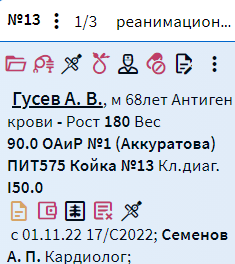 №13 ⋮ 1/3 реанимацион...
Гусев А. В., м 68лет Антиген
крови - Рост 180 Вес
90.0 ОАиР №1 (Аккуратова)
ПИТ575 Койка №13 Кл.диаг.
I50.0
с 01.11.22 17/С2022; Семенов
А. П. Кардиолог;